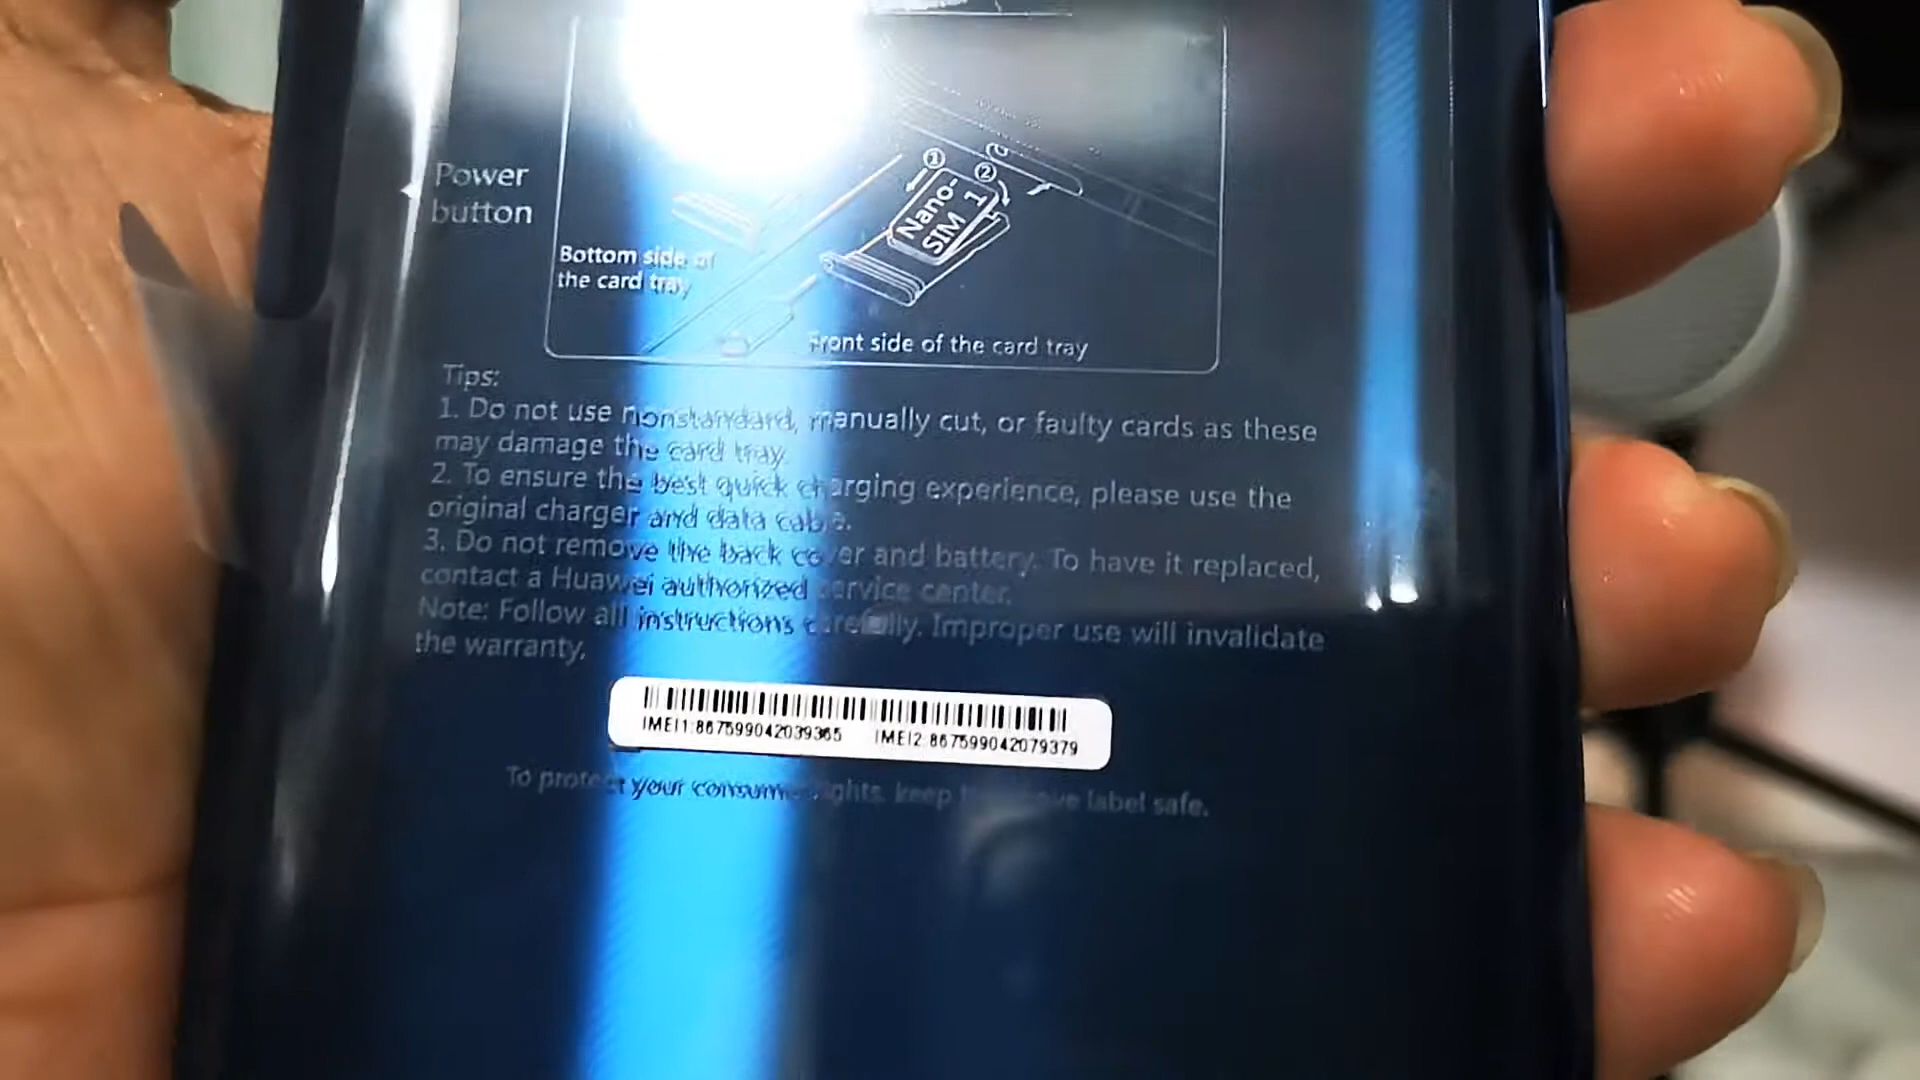 Power
button
① ②
Nano-
SIM 1
Bottom side of
the card tray
Front side of the card tray
Tips:
1. Do not use nonstandard, manually cut, or faulty cards as these
may damage the card tray.
2. To ensure the best quick charging experience, please use the
original charger and data cable.
3. Do not remove the back cover and battery. To have it replaced,
contact a Huawei authorized service center.
Note: Follow all instructions carefully. Improper use will invalidate
the warranty.
IMEI1:867599042039365 IMEI2:867599042079379
To protect your consumer rights, keep the above label safe.